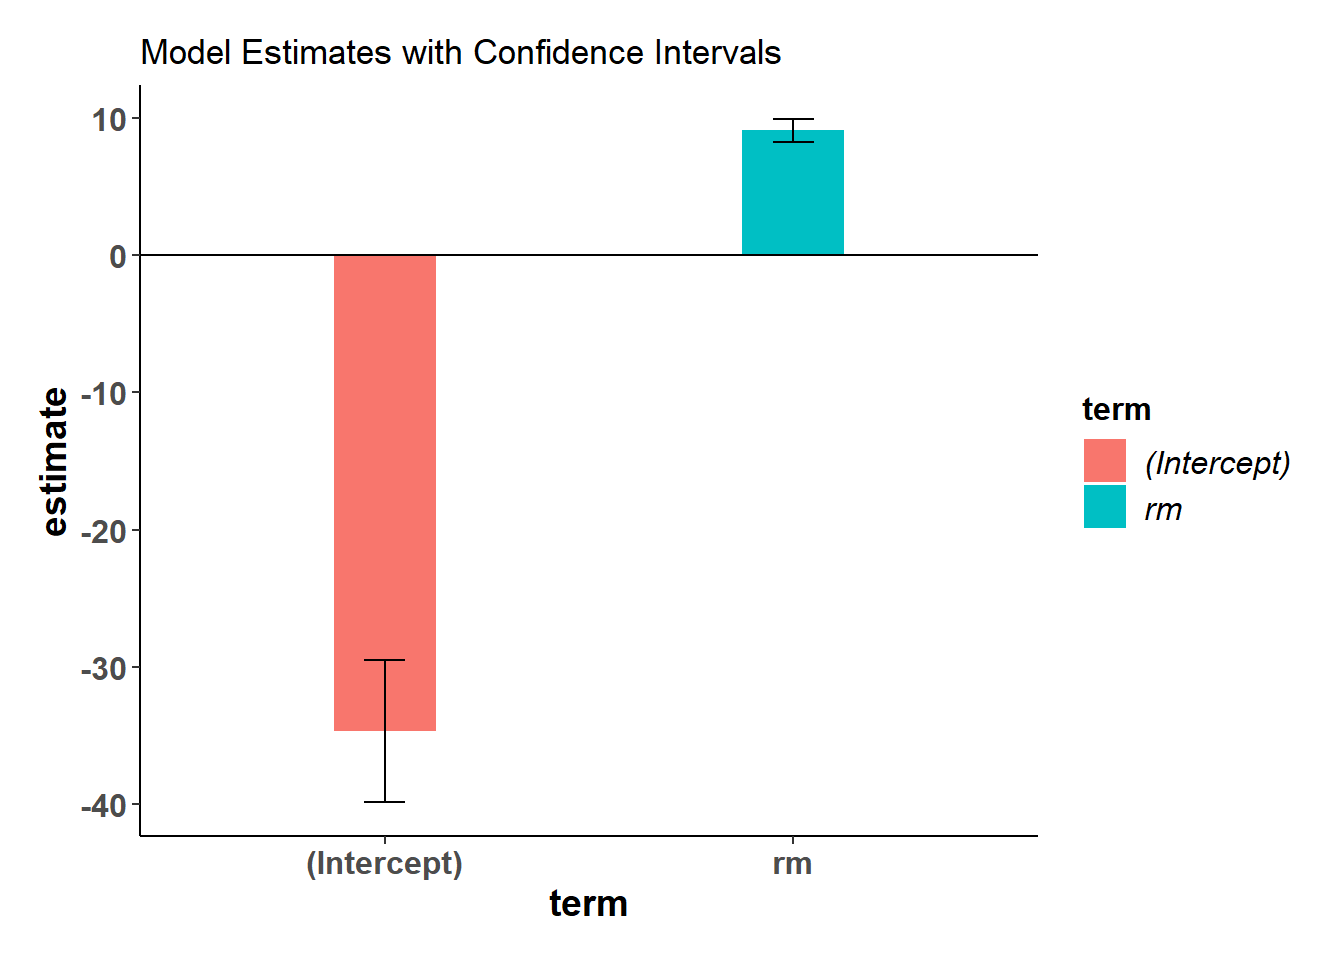 Model Estimates with Confidence Intervals
10
0
-10
-20
-30
-40
estimate
(Intercept)
rm
term
term
(Intercept)
rm